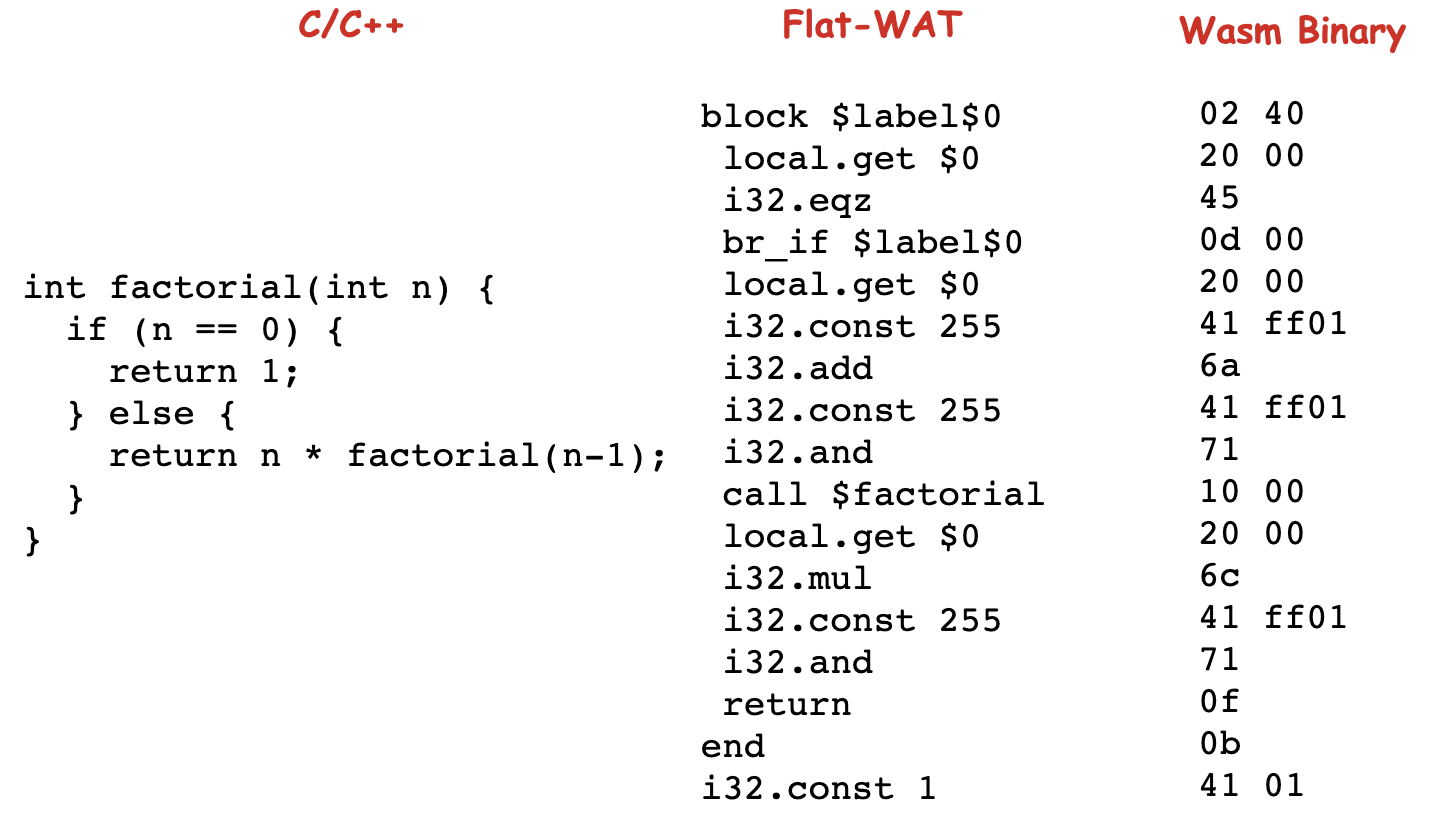 C/C++
int factorial(int n) {
  if (n == 0) {
    return 1;
  } else {
    return n * factorial(n-1);
  }
}
Flat-WAT
block $label$0
 local.get $0
 i32.eqz
 br_if $label$0
 local.get $0
 i32.const 255
 i32.add
 i32.const 255
 i32.and
 call $factorial
 local.get $0
 i32.mul
 i32.const 255
 i32.and
 return
end
i32.const 1
Wasm Binary
02 40
20 00
45
0d 00
20 00
41 ff01
6a
41 ff01
71
10 00
20 00
6c
41 ff01
71
0f
0b
41 01